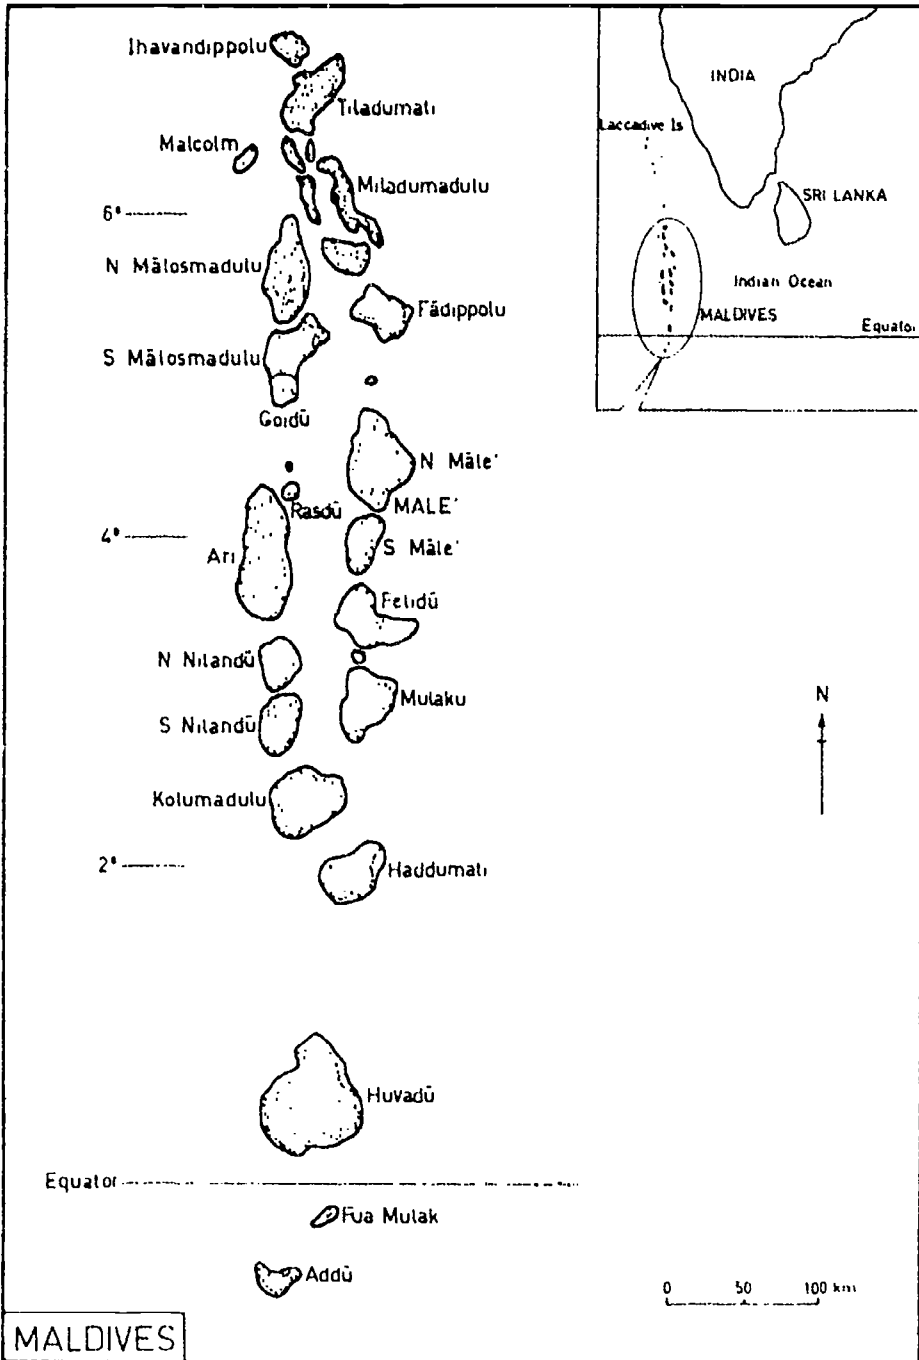 Ihavandippolu
Tiladumati
Malcolm
Miladumadulu
6°
N Mālosmadulu
Fādippolu
S Mālosmadulu
Goidū
N Māle'
Rasdū
MALE'
4°
Ari
S Māle'
Felidū
N Nilandū
Mulaku
S Nilandū
Kolumadulu
2°
Haddumati
Huvadū
Equator
Fua Mulak
Addū
MALDIVES
INDIA
Laccadive Is
SRI LANKA
Indian Ocean
MALDIVES
Equator
N
0 50 100 km